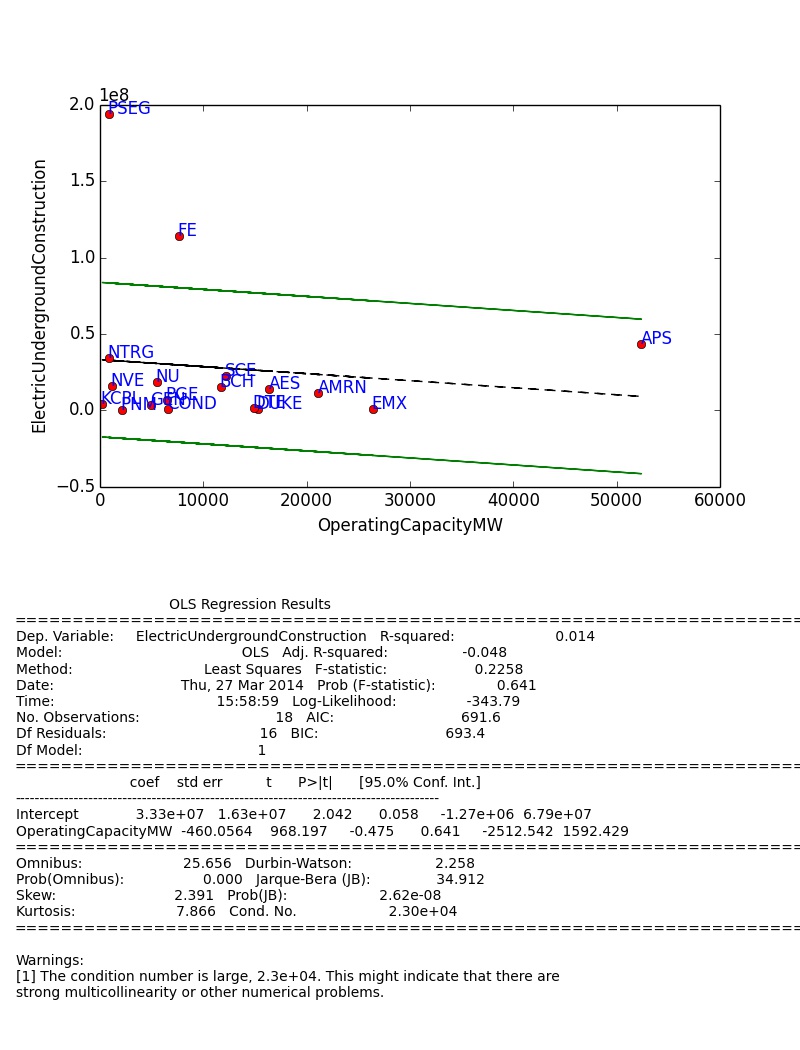 1e8
2.0
PSEG
1.5
FE
1.0
0.5
APS
NTRG
SCE
NVE
NU
SCH
AES
AMRN
KCPL
PGE
NM
GEN
COND
DTE
DUKE
EMX
0.0
−0.5
0 10000 20000 30000 40000 50000 60000
OperatingCapacityMW
ElectricUndergroundConstruction
OLS Regression Results
==============================================================================
Dep. Variable: ElectricUndergroundConstruction R-squared: 0.014
Model: OLS Adj. R-squared: -0.048
Method: Least Squares F-statistic: 0.2258
Date: Thu, 27 Mar 2014 Prob (F-statistic): 0.641
Time: 15:58:59 Log-Likelihood: -343.79
No. Observations: 18 AIC: 691.6
Df Residuals: 16 BIC: 693.4
Df Model: 1
==============================================================================
coef std err t P>|t| [95.0% Conf. Int.]
------------------------------------------------------------------------------------------
Intercept 3.33e+07 1.63e+07 2.042 0.058 -1.27e+06 6.79e+07
OperatingCapacityMW -460.0564 968.197 -0.475 0.641 -2512.542 1592.429
==============================================================================
Omnibus: 25.656 Durbin-Watson: 2.258
Prob(Omnibus): 0.000 Jarque-Bera (JB): 34.912
Skew: 2.391 Prob(JB): 2.62e-08
Kurtosis: 7.866 Cond. No. 2.30e+04
==============================================================================
Warnings:
[1] The condition number is large, 2.3e+04. This might indicate that there are
strong multicollinearity or other numerical problems.